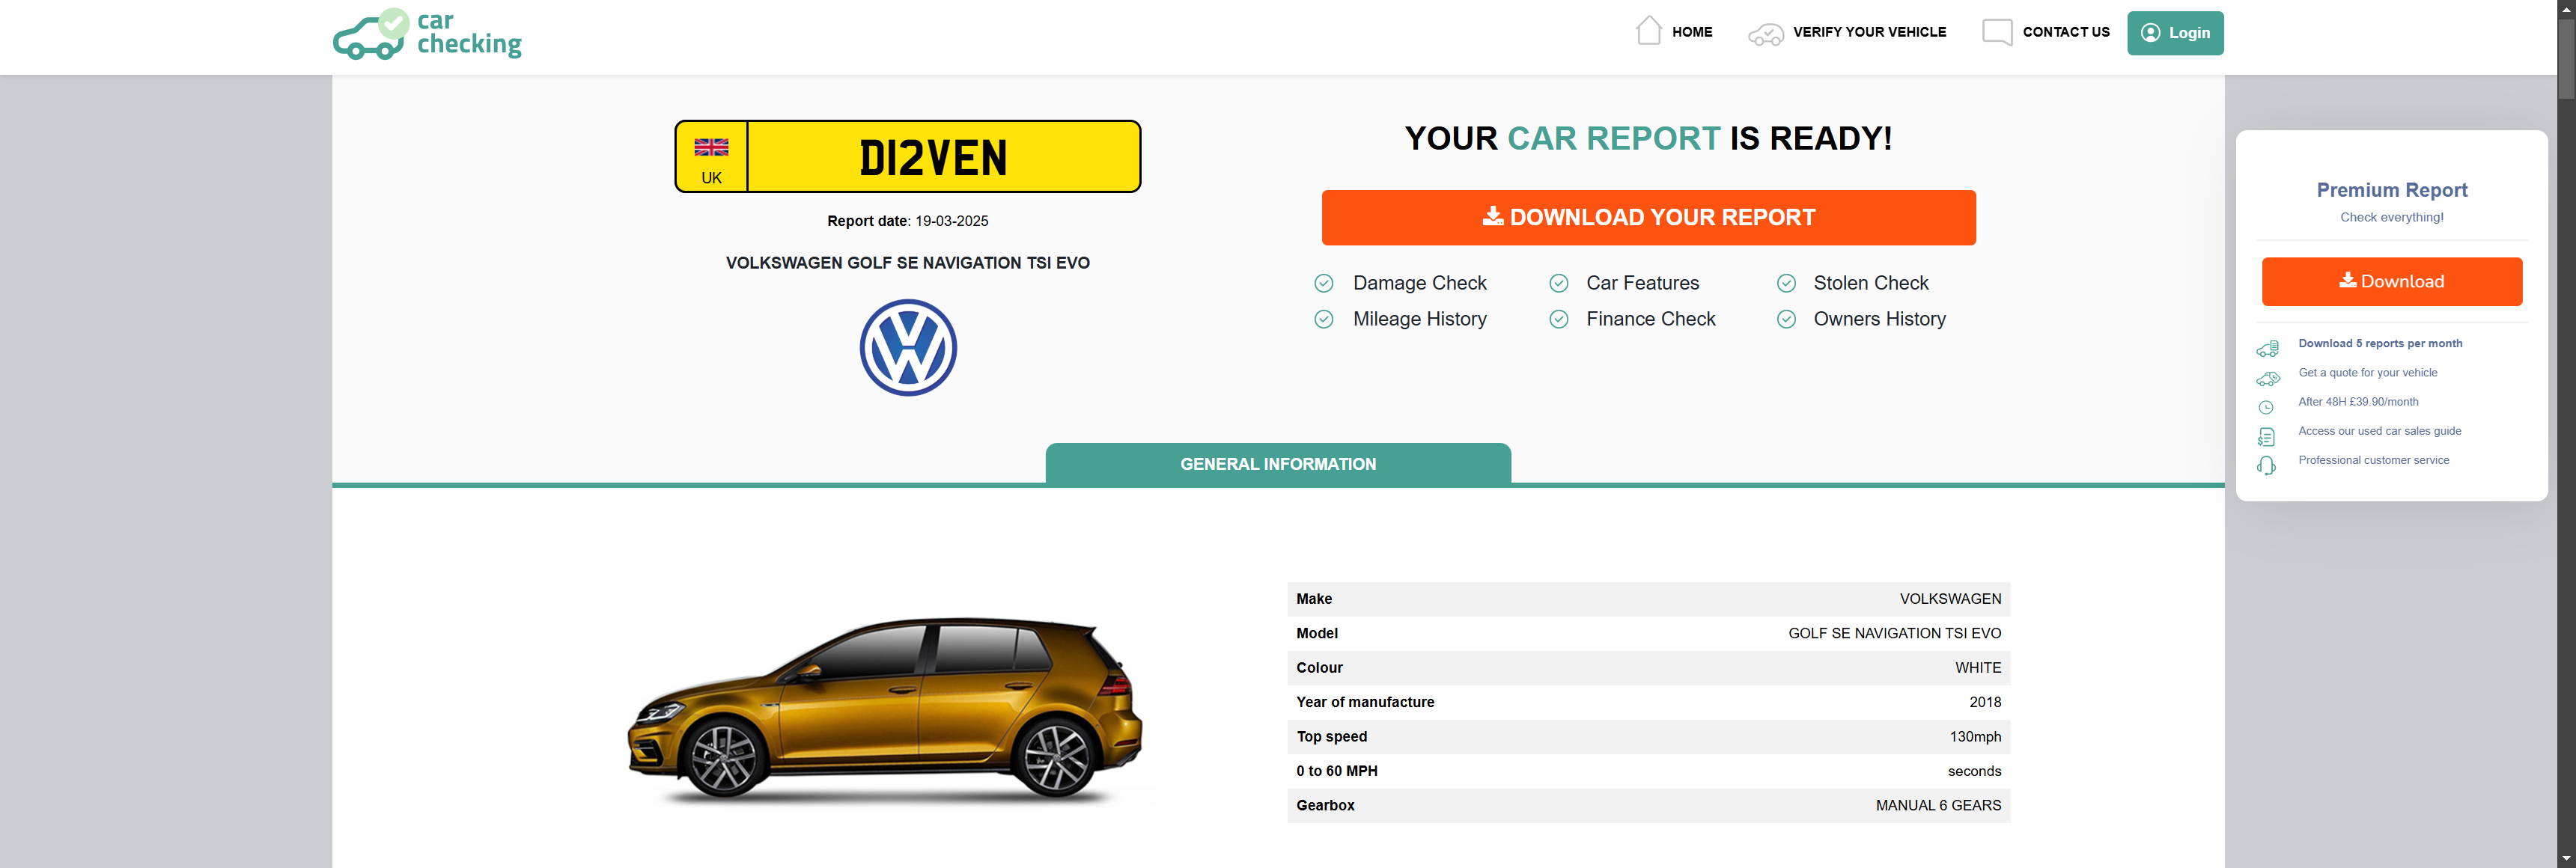 car
checking
HOME
VERIFY YOUR VEHICLE
CONTACT US
Login
UK
D12VEN
Report date: 19-03-2025
VOLKSWAGEN GOLF SE NAVIGATION TSI EVO
YOUR CAR REPORT IS READY!
DOWNLOAD YOUR REPORT
Damage Check
Car Features
Stolen Check
Mileage History
Finance Check
Owners History
Premium Report
Check everything!
Download
Download 5 reports per month
Get a quote for your vehicle
After 48H £39.90/month
Access our used car sales guide
Professional customer service
GENERAL INFORMATION
Make VOLKSWAGEN
Model GOLF SE NAVIGATION TSI EVO
Colour WHITE
Year of manufacture 2018
Top speed 130mph
0 to 60 MPH seconds
Gearbox MANUAL 6 GEARS